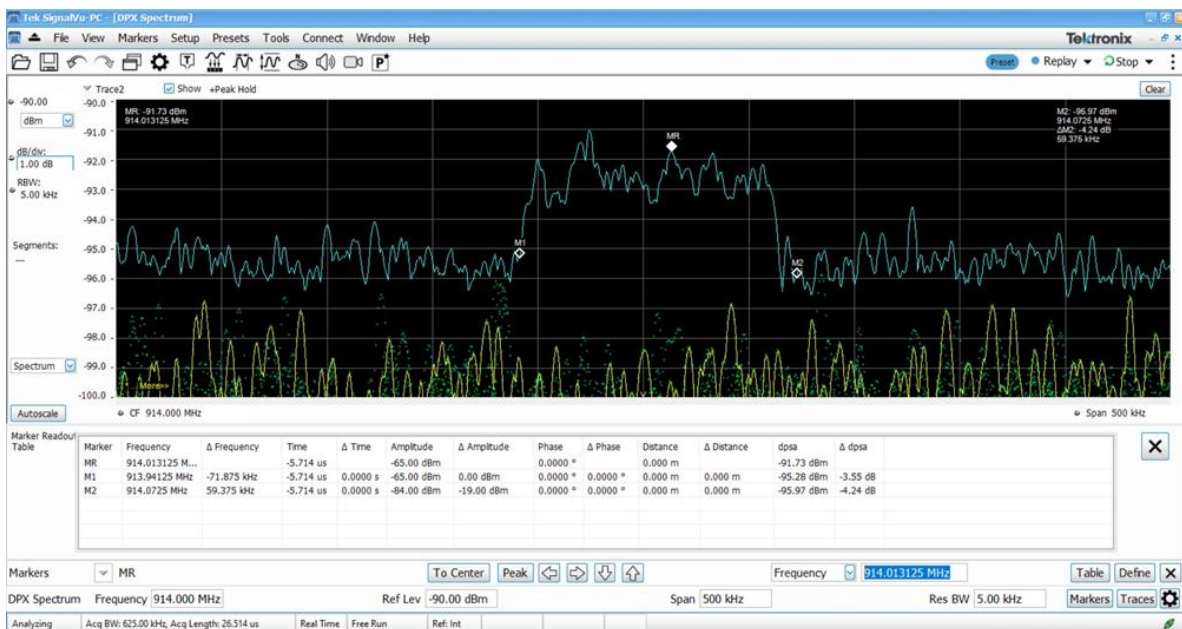 Tek SignalVu-PC - [DPX Spectrum]
File View Markers Setup Presets Tools Connect Window Help
Tektronix
Preset Replay Stop
Trace2 Show +Peak Hold Clear
-90.00
dBm
dB/div:
1.00 dB
RBW:
5.00 kHz
Segments:
---
Spectrum
Autoscale
-90.0
-91.0
-92.0
-93.0
-94.0
-95.0
-96.0
-97.0
-98.0
-99.0
-100.0
MR: -91.73 dBm
914.013125 MHz
M2: -95.97 dBm
914.0725 MHz
ΔM2: -4.24 dB
59.375 kHz
MR
M1
M2
More>>
CF 914.000 MHz
Span 500 kHz
Marker Readout
Table
Marker Frequency Δ Frequency Time Δ Time Amplitude Δ Amplitude Phase Δ Phase Distance Δ Distance dpsa Δ dpsa
MR 914.013125 M... -5.714 us -65.00 dBm 0.0000 ° 0.000 m -91.73 dBm
M1 913.94125 MHz -71.875 kHz -5.714 us 0.0000 s -65.00 dBm 0.00 dBm 0.0000 ° 0.0000 ° 0.000 m 0.000 m -95.28 dBm -3.55 dB
M2 914.0725 MHz 59.375 kHz -5.714 us 0.0000 s -84.00 dBm -19.00 dBm 0.0000 ° 0.0000 ° 0.000 m 0.000 m -95.97 dBm -4.24 dB
Markers MR To Center Peak Frequency 914.013125 MHz Table Define
DPX Spectrum Frequency 914.000 MHz Ref Lev -90.00 dBm Span 500 kHz Res BW 5.00 kHz Markers Traces
Analyzing Acq BW: 625.00 kHz, Acq Length: 26.514 us Real Time Free Run Ref: Int